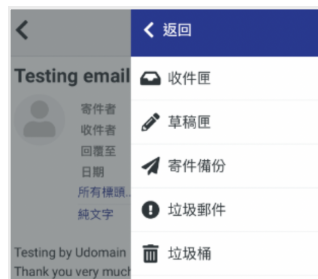 返回
Testing email
寄件者
收件者
回覆至
日期
所有標頭...
純文字
Testing by Udomain
Thank you very much
收件匣
草稿匣
寄件備份
垃圾郵件
垃圾桶